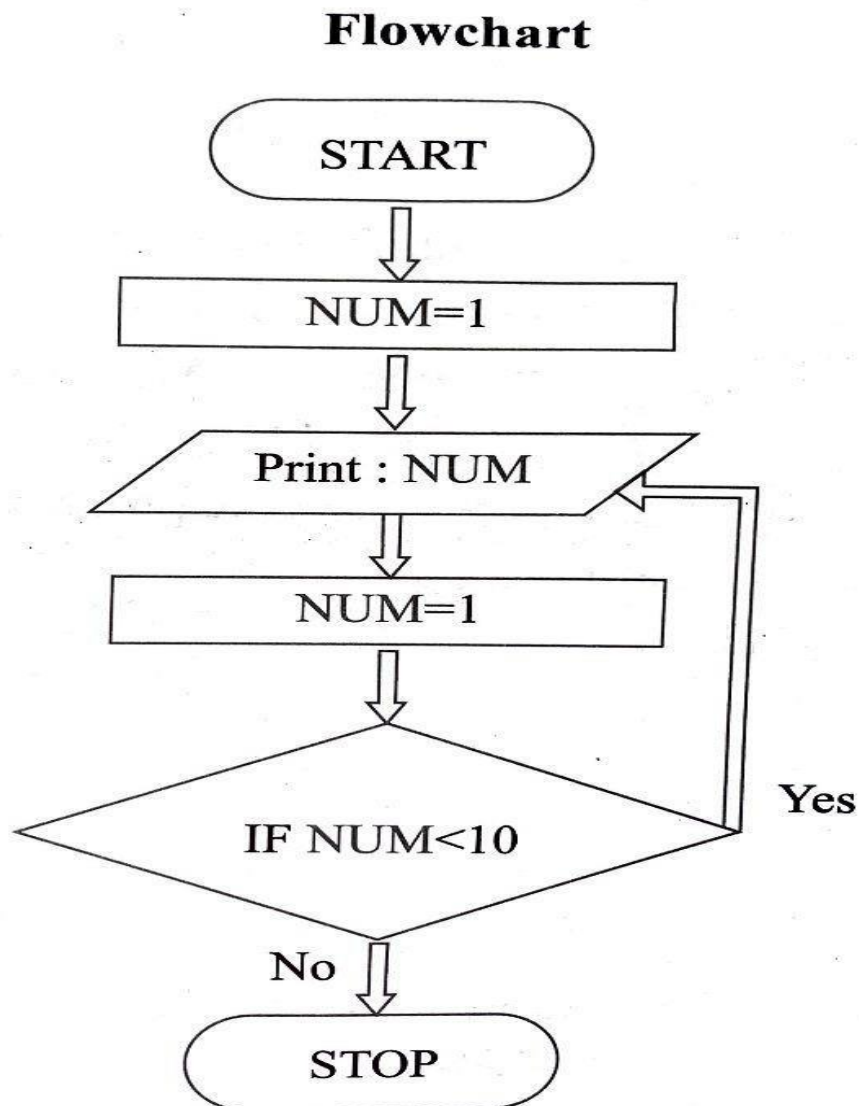 Flowchart
START
NUM=1
Print : NUM
NUM=1
IF NUM<10
Yes
No
STOP